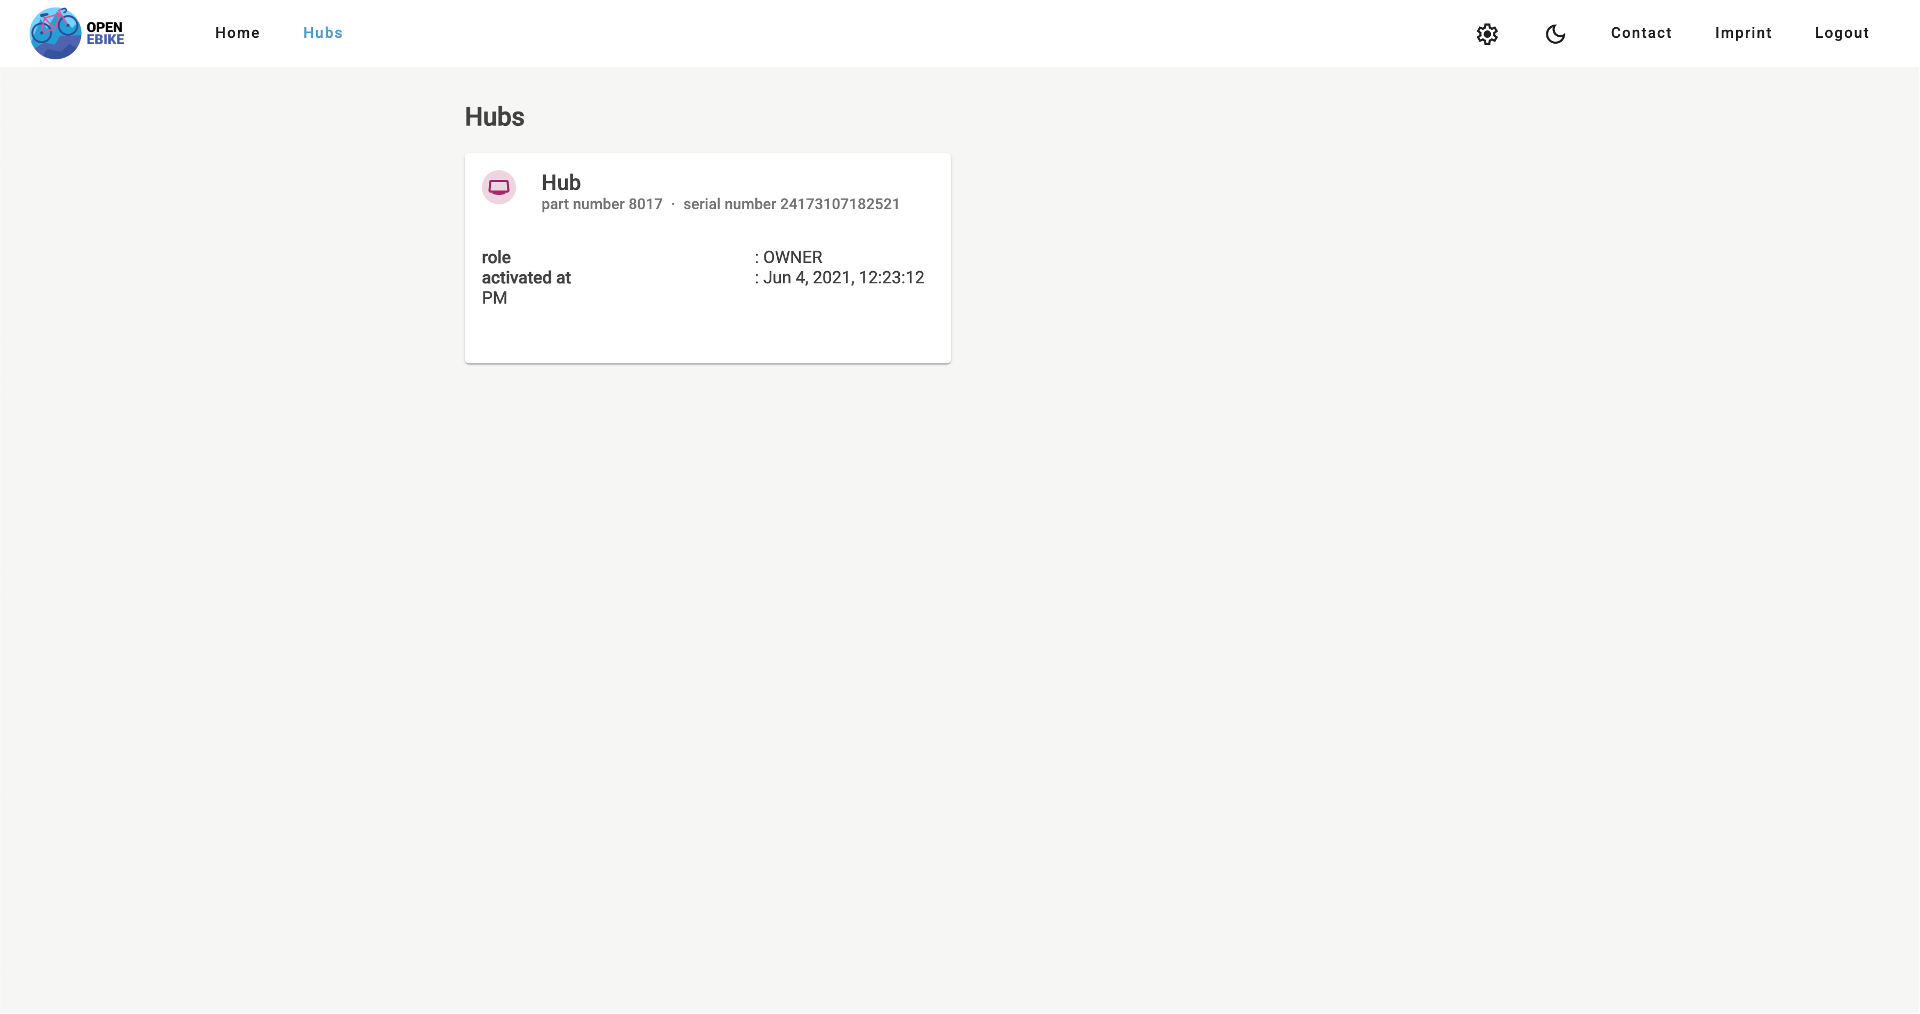 OPEN
EBIKE
Home
Hubs
Contact
Imprint
Logout
Hubs
Hub
part number 8017 · serial number 24173107182521
role : OWNER
activated at : Jun 4, 2021, 12:23:12
PM